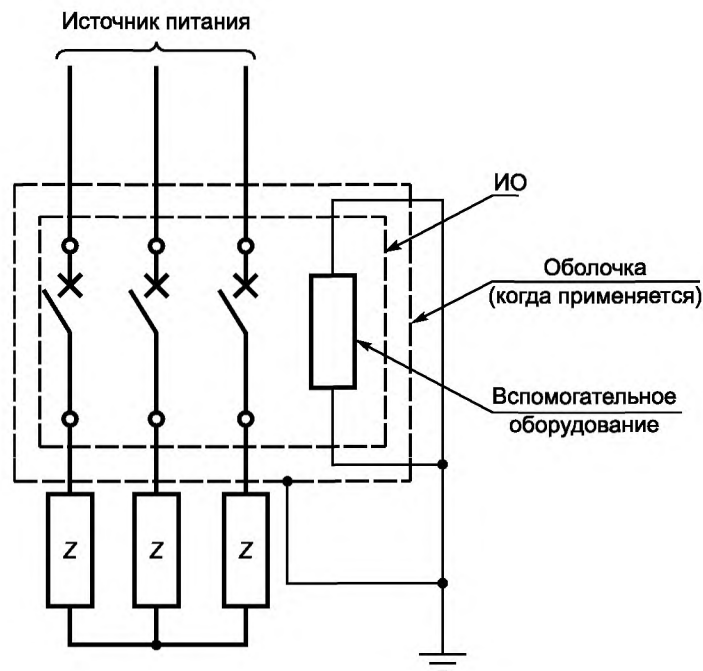 Источник питания
ИО
Оболочка
(когда применяется)
Вспомогательное
оборудование
Z
Z
Z